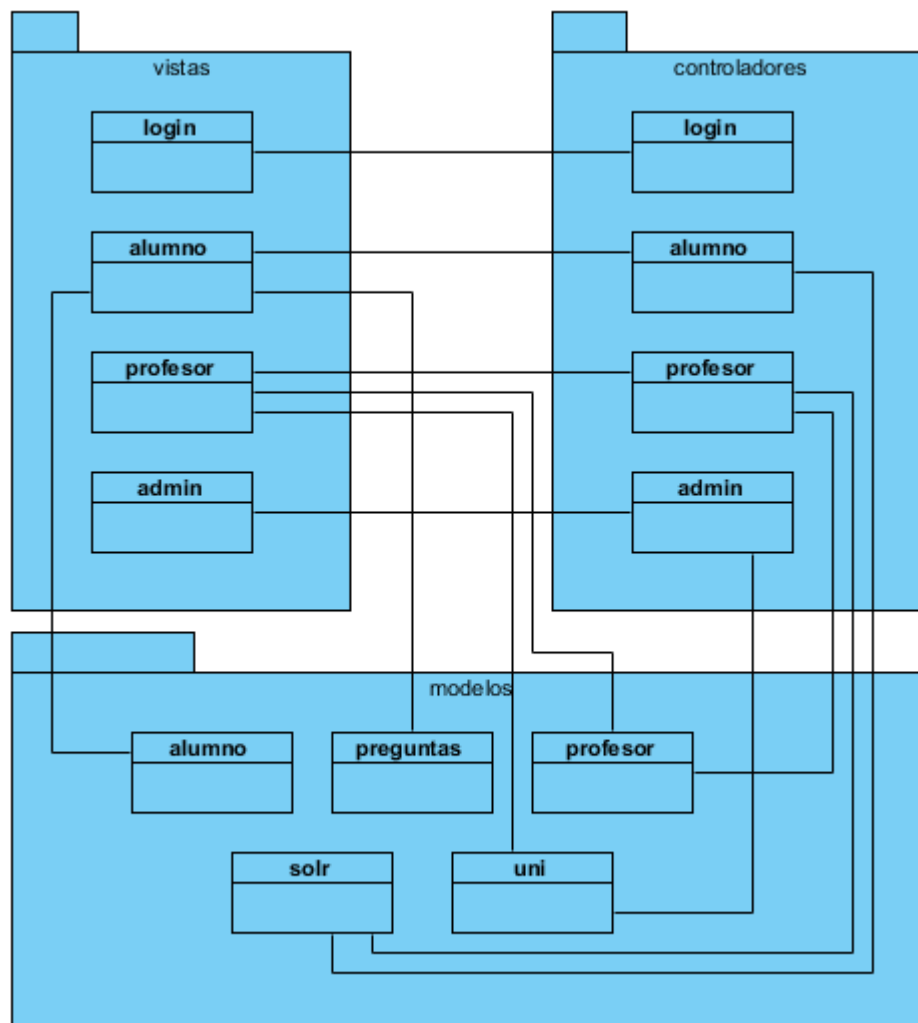 vistas
login
alumno
profesor
admin
controladores
login
alumno
profesor
admin
modelos
alumno
preguntas
profesor
solr
uni